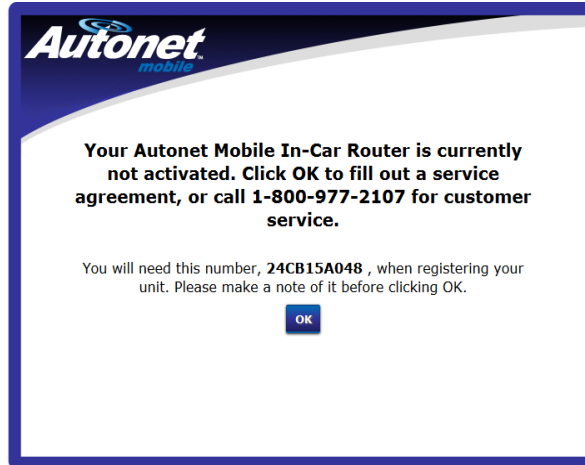 Autonet
mobile
Your Autonet Mobile In-Car Router is currently
not activated. Click OK to fill out a service
agreement, or call 1-800-977-2107 for customer
service.
You will need this number, 24CB15A048 , when registering your
unit. Please make a note of it before clicking OK.
OK